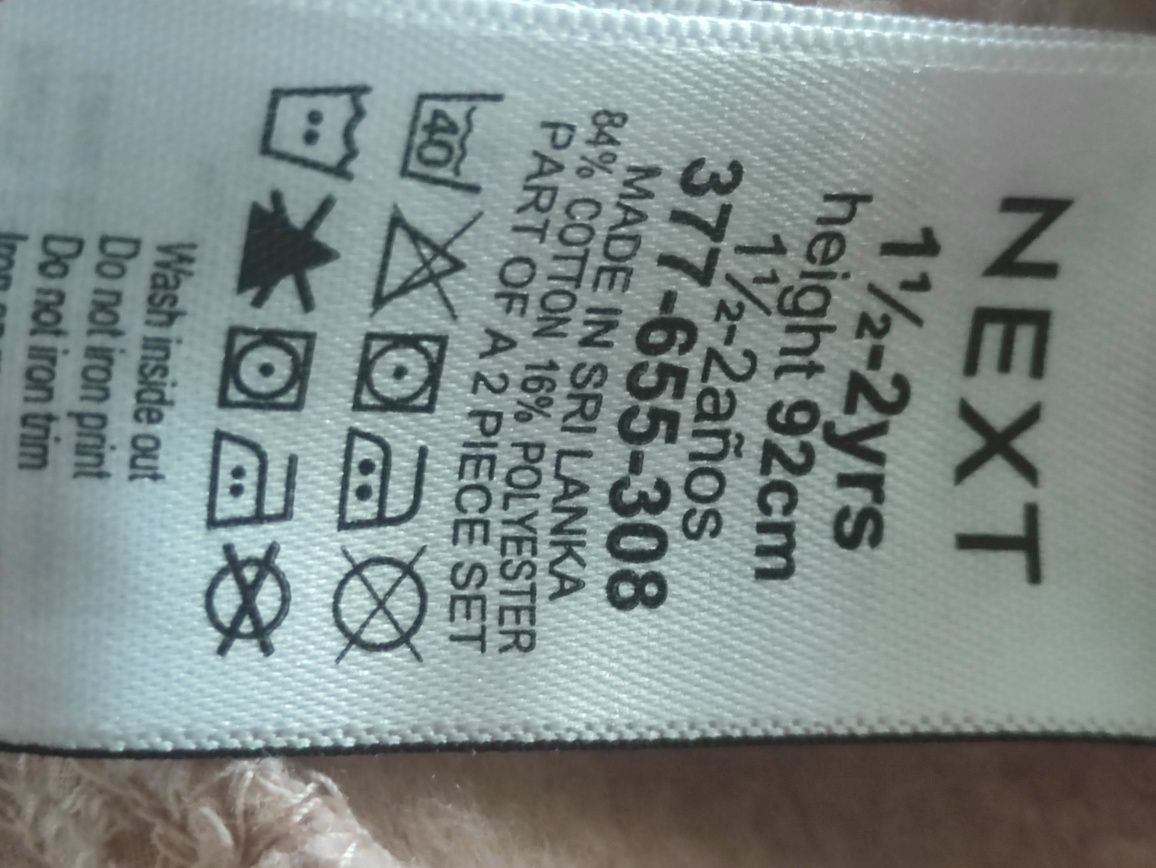 NEXT
1½-2yrs
height 92cm
1½-2años
377-655-308
MADE IN SRI LANKA
84% COTTON 16% POLYESTER
PART OF A 2 PIECE SET
40
Wash inside out
Do not iron print
Do not iron trim
Iron